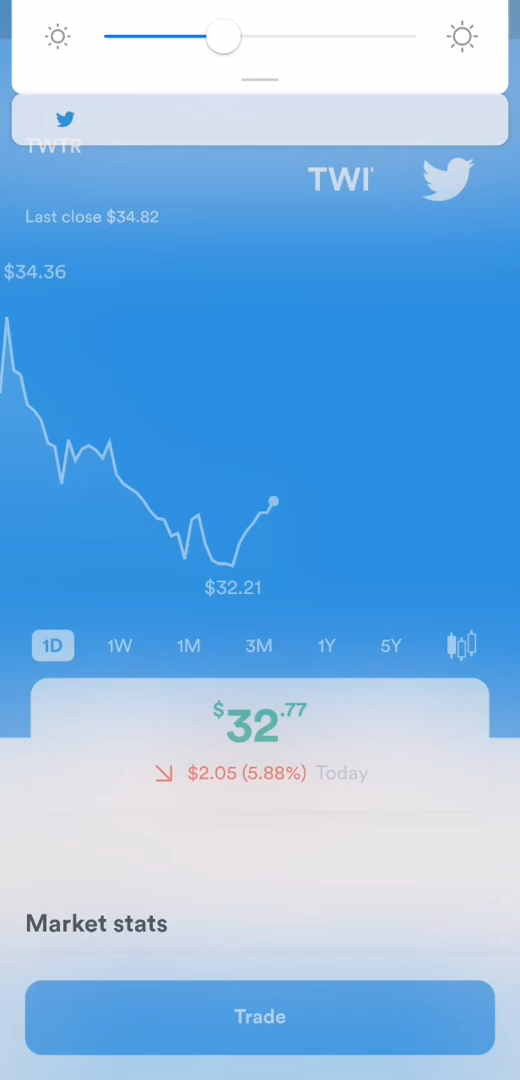 TWTR
TWI
Last close $34.82
$34.36
$32.21
1D 1W 1M 3M 1Y 5Y
$32.77
$2.05 (5.88%) Today
Market stats
Trade